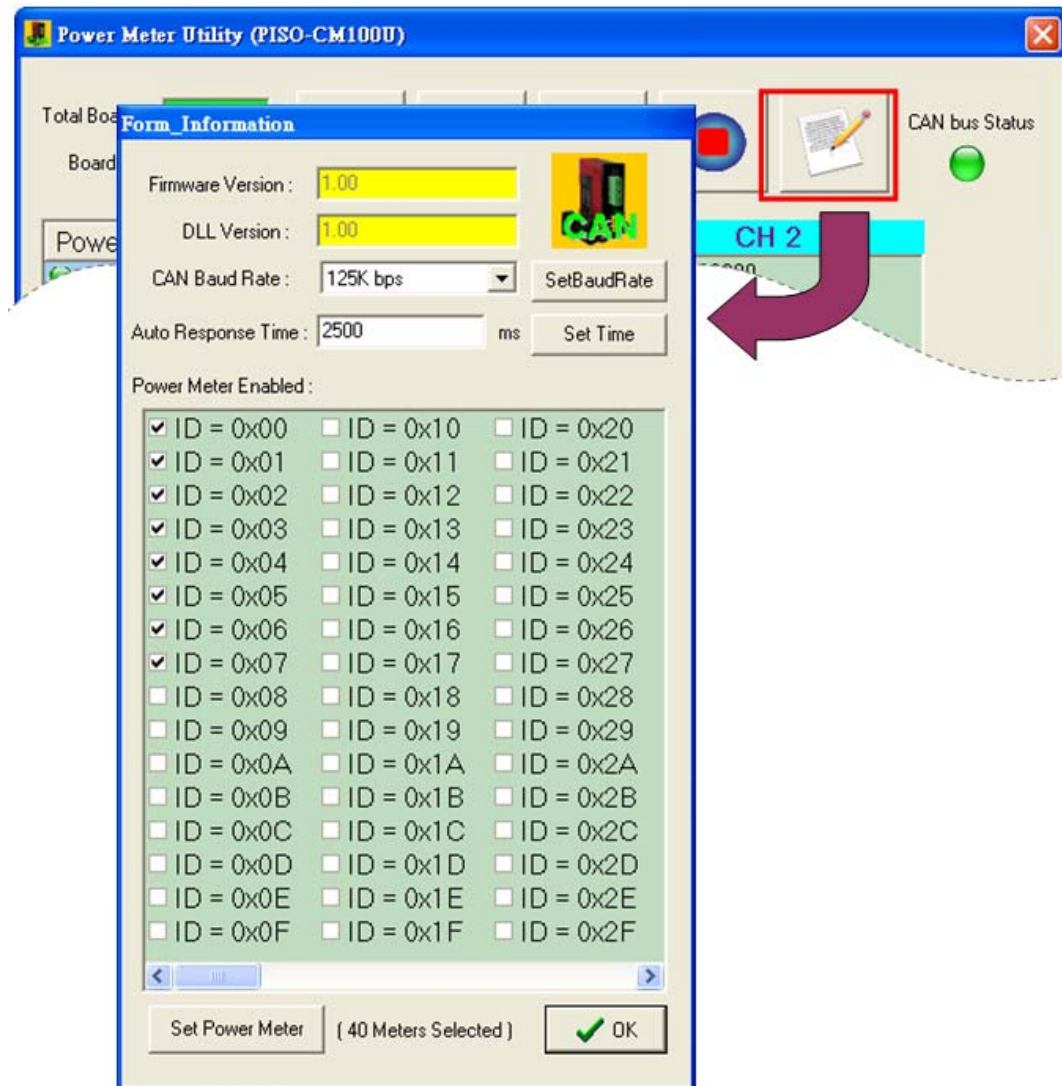 Power Meter Utility (PISO-CM100U)
Total Boa
CAN bus Status
Board
Form_Information
Firmware Version : 1.00
DLL Version : 1.00
CAN
CAN Baud Rate : 125K bps SetBaudRate
Auto Response Time : 2500 ms Set Time
Powe
CH 2
Power Meter Enabled :
ID = 0x00 ID = 0x10 ID = 0x20
ID = 0x01 ID = 0x11 ID = 0x21
ID = 0x02 ID = 0x12 ID = 0x22
ID = 0x03 ID = 0x13 ID = 0x23
ID = 0x04 ID = 0x14 ID = 0x24
ID = 0x05 ID = 0x15 ID = 0x25
ID = 0x06 ID = 0x16 ID = 0x26
ID = 0x07 ID = 0x17 ID = 0x27
ID = 0x08 ID = 0x18 ID = 0x28
ID = 0x09 ID = 0x19 ID = 0x29
ID = 0x0A ID = 0x1A ID = 0x2A
ID = 0x0B ID = 0x1B ID = 0x2B
ID = 0x0C ID = 0x1C ID = 0x2C
ID = 0x0D ID = 0x1D ID = 0x2D
ID = 0x0E ID = 0x1E ID = 0x2E
ID = 0x0F ID = 0x1F ID = 0x2F
Set Power Meter ( 40 Meters Selected ) OK